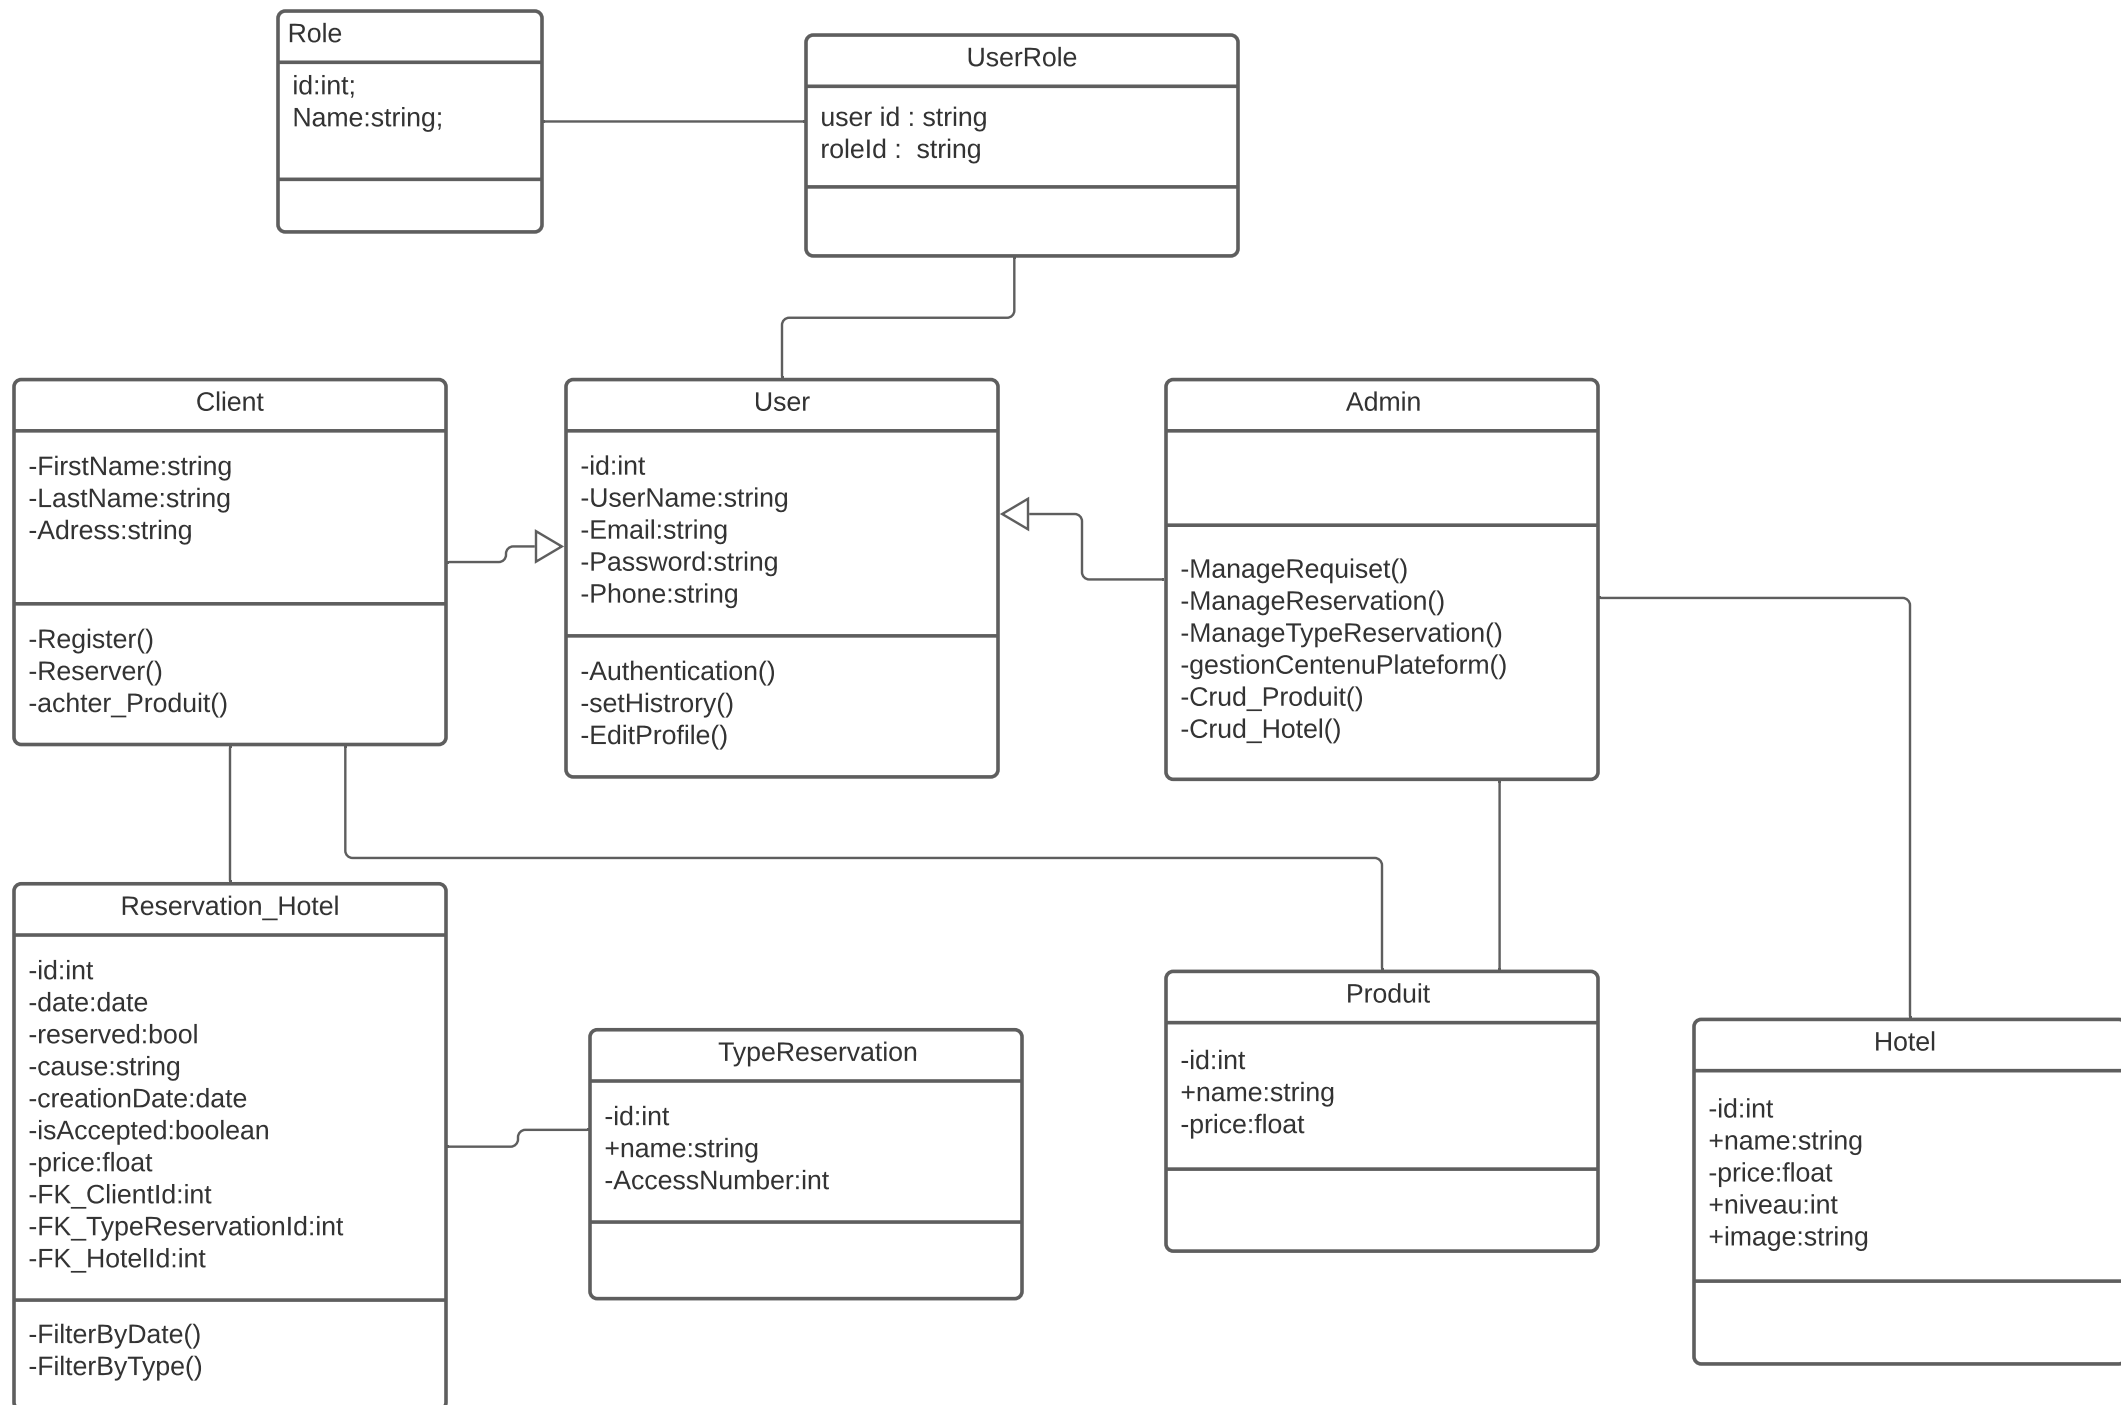 Role
id:int;
Name:string;
UserRole
user id : string
roleId :  string
Client
-FirstName:string
-LastName:string
-Adress:string
-Register()
-Reserver()
-achter_Produit()
User
-id:int
-UserName:string
-Email:string
-Password:string
-Phone:string
-Authentication()
-setHistrory()
-EditProfile()
Admin
-ManageRequiset()
-ManageReservation()
-ManageTypeReservation()
-gestionCentenuPlateform()
-Crud_Produit()
-Crud_Hotel()
Reservation_Hotel
-id:int
-date:date
-reserved:bool
-cause:string
-creationDate:date
-isAccepted:boolean
-price:float
-FK_ClientId:int
-FK_TypeReservationId:int
-FK_HotelId:int
-FilterByDate()
-FilterByType()
TypeReservation
-id:int
+name:string
-AccessNumber:int
Produit
-id:int
+name:string
-price:float
Hotel
-id:int
+name:string
-price:float
+niveau:int
+image:string